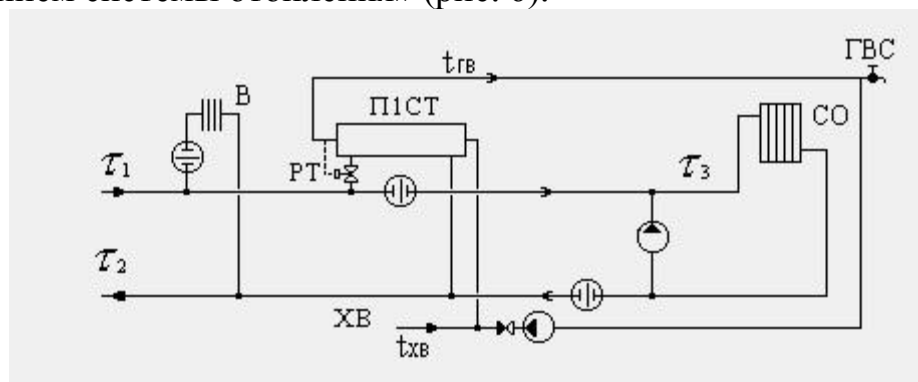 нием системы отопления» (рис. 6).
ГВС
tгв
В
П1СТ
СО
τ1
РТ
τ3
τ2
ХВ
tхв